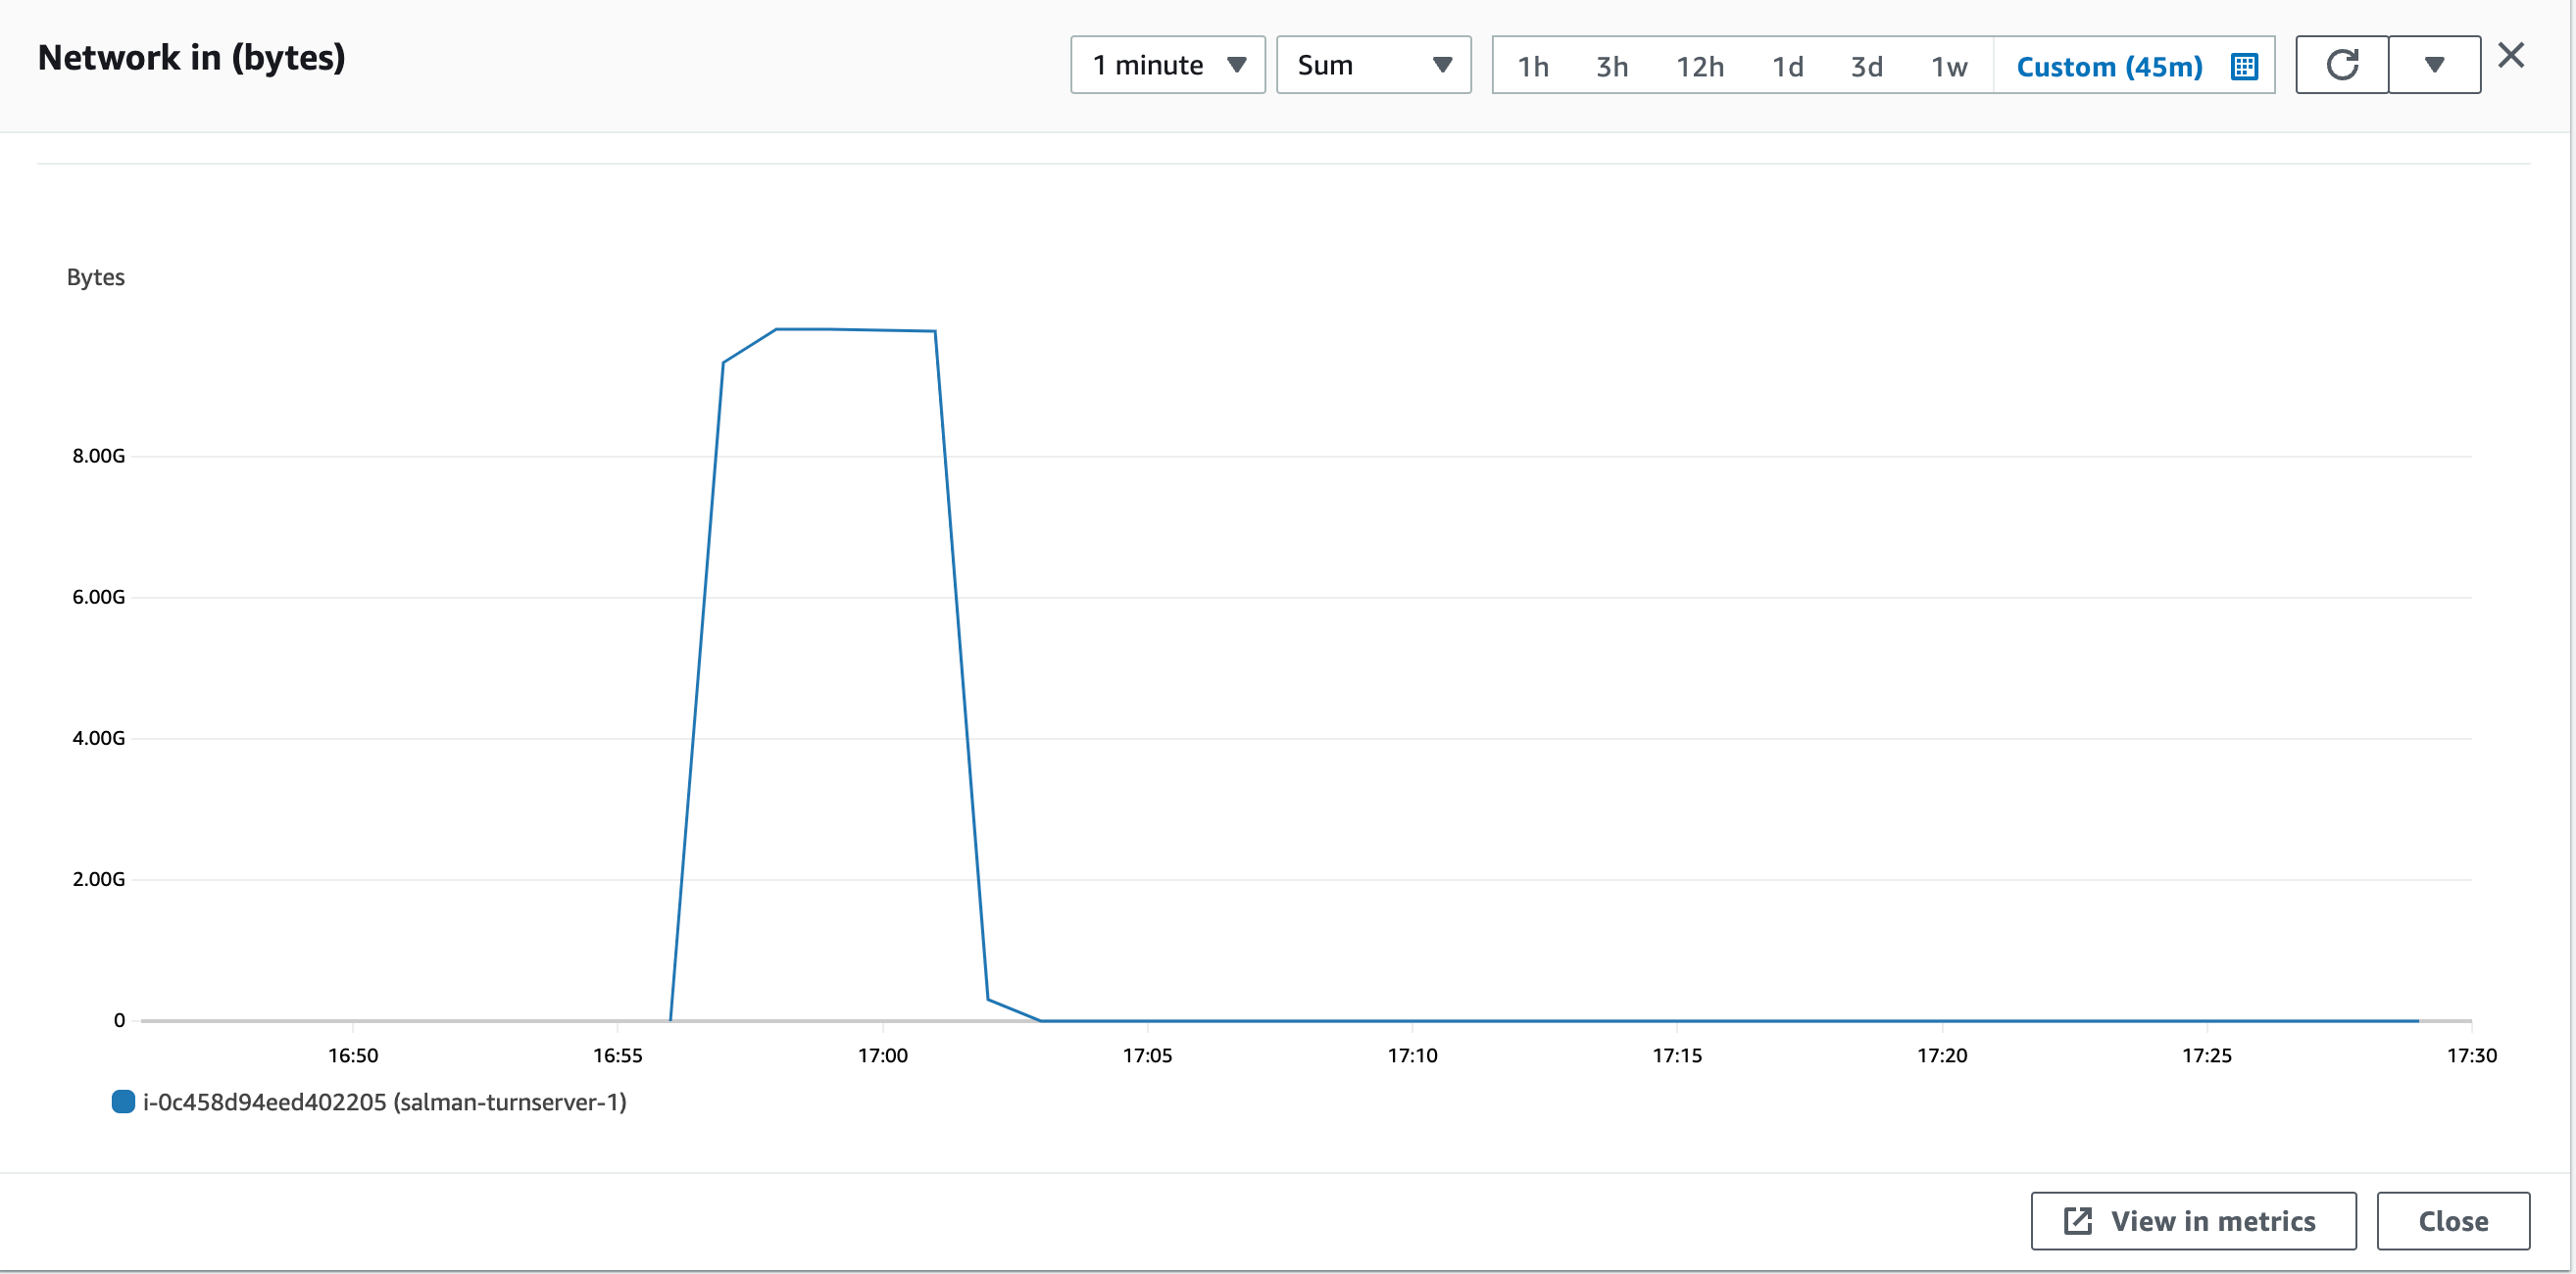 Network in (bytes)
1 minute
Sum
1h 3h 12h 1d 3d 1w Custom (45m)
Bytes
8.00G
6.00G
4.00G
2.00G
0
16:50 16:55 17:00 17:05 17:10 17:15 17:20 17:25 17:30
i-0c458d94eed402205 (salman-turnserver-1)
View in metrics
Close